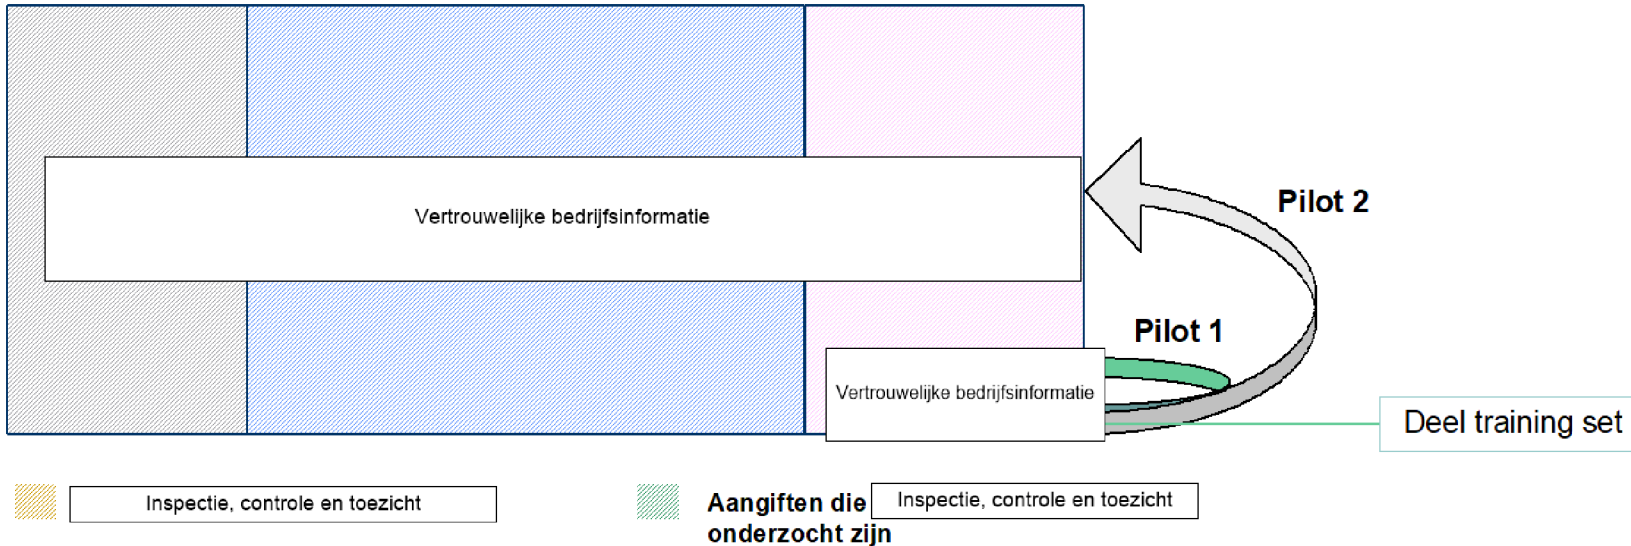 Vertrouwelijke bedrijfsinformatie
Pilot 2
Pilot 1
Vertrouwelijke bedrijfsinformatie
Deel training set
Inspectie, controle en toezicht
Aangiften die
Inspectie, controle en toezicht
onderzocht zijn